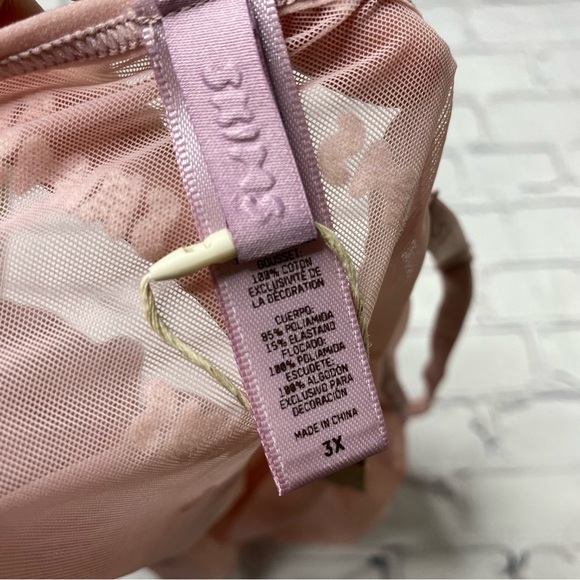 SKIMS
GOUSSET:
100% COTON
EXCLUSIVITÉ DE
LA DÉCORATION
CUERPO:
85% POLIAMIDA
15% ELASTANO
FLOCADO:
100% POLIAMIDA
ESCUDETE:
100% ALGODÓN
EXCLUSIVO PARA
DECORACIÓN
MADE IN CHINA
3X